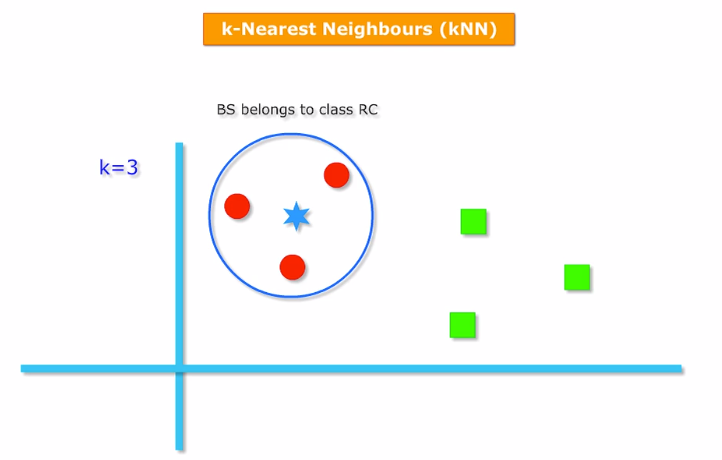 k-Nearest Neighbours (kNN)
BS belongs to class RC
k=3